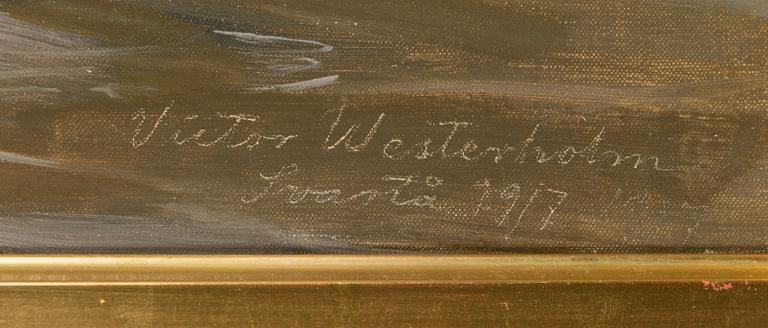 Victor Westerholm
Svartå 1917